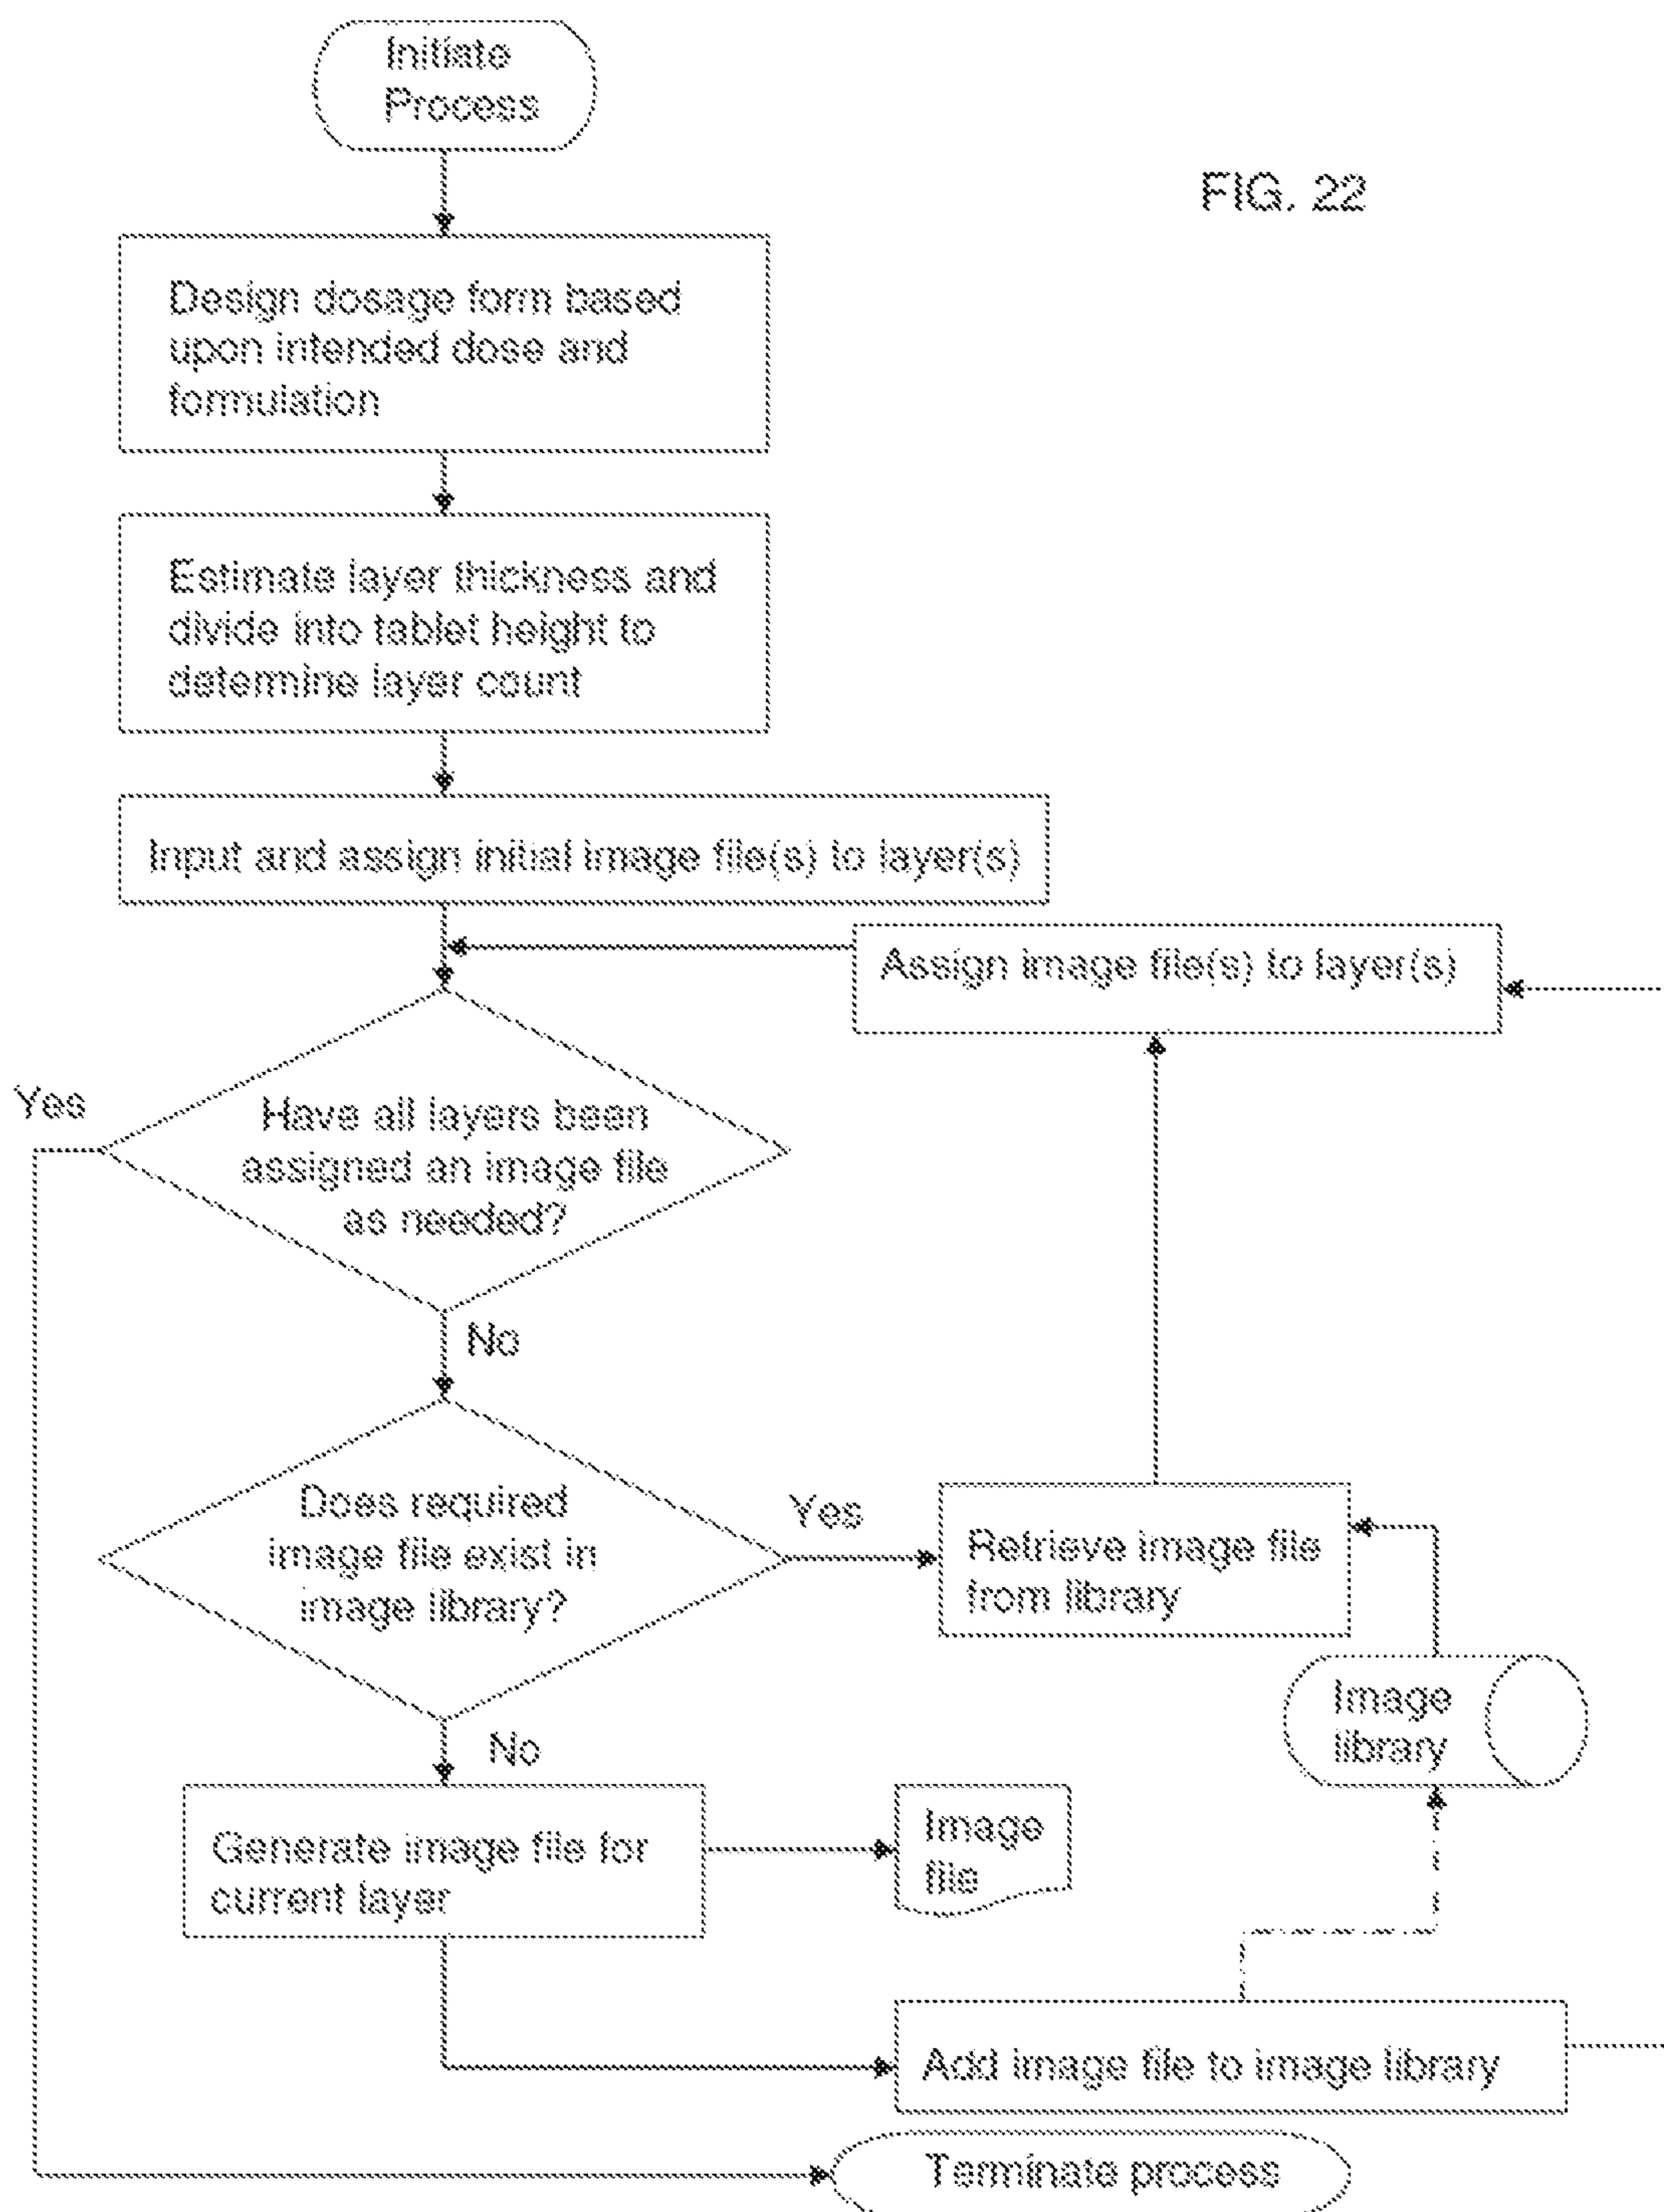 Initiate
Process
FIG. 22
Design dosage form based
upon intended dose and
formulation
Estimate layer thickness and
divide into tablet height to
determine layer count
Input and assign initial image file(s) to layer(s)
Assign image file(s) to layer(s)
Yes
Have all layers been
assigned an image file
as needed?
No
Does required
image file exist in
image library?
Yes
Retrieve image file
from library
Image
library
No
Generate image file for
current layer
Image
file
Add image file to image library
Terminate process